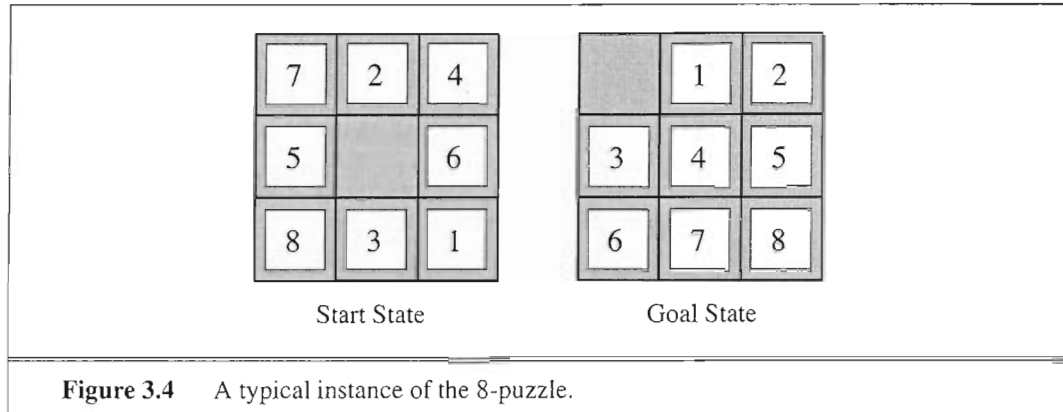 7 2 4 1 2
5 6 3 4 5
8 3 1 6 7 8
Start State Goal State
Figure 3.4 A typical instance of the 8-puzzle.